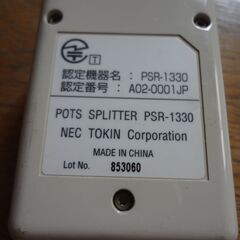 T
認定機器名 : PSR-1330
認定番号 : A02-0001JP
POTS SPLITTER PSR-1330
NEC TOKIN Corporation
MADE IN CHINA
Lot No. 853060